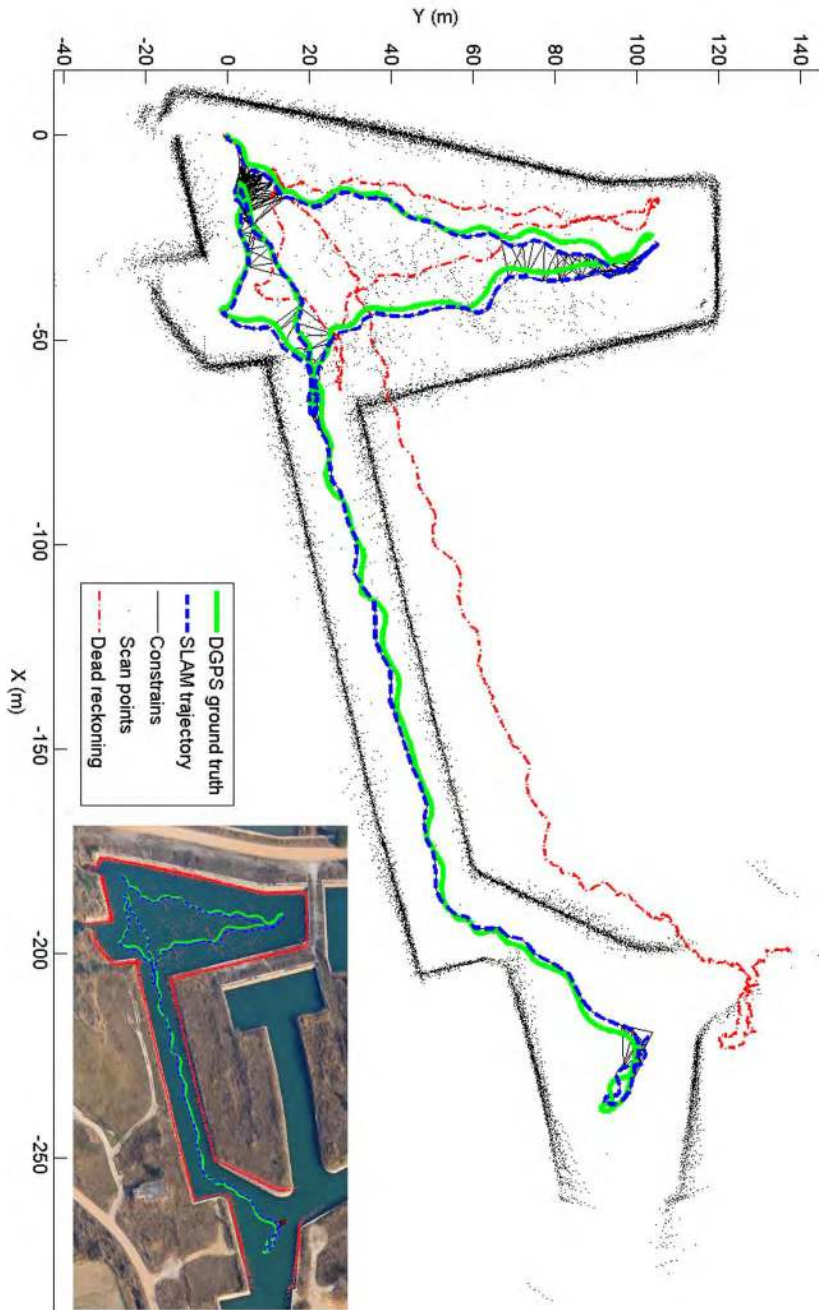 Y (m)
-40
-20
0
20
40
60
80
100
120
140
0
-50
-100
-150
-200
-250
X (m)
DGPS ground truth
SLAM trajectory
Constrains
Scan points
Dead reckoning